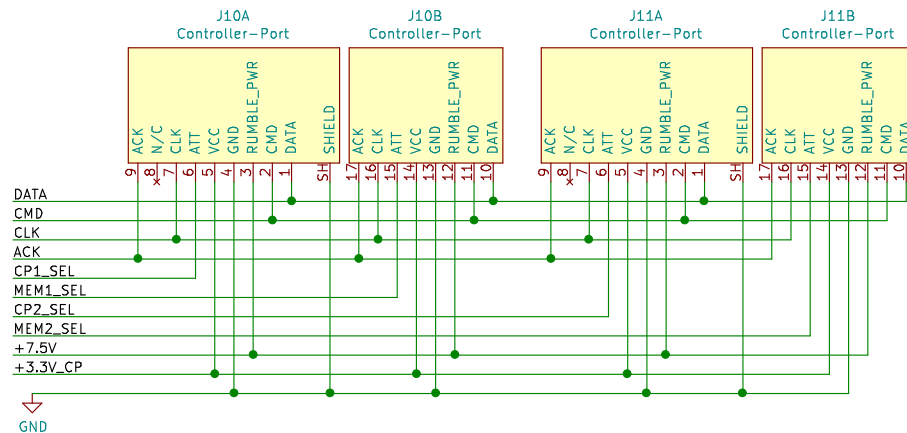 J10A
Controller-Port
J10B
Controller-Port
J11A
Controller-Port
J11B
Controller-Port
ACK
N/C
CLK
ATT
VCC
GND
RUMBLE_PWR
CMD
DATA
SHIELD
ACK
CLK
ATT
VCC
GND
RUMBLE_PWR
CMD
DATA
ACK
N/C
CLK
ATT
VCC
GND
RUMBLE_PWR
CMD
DATA
SHIELD
ACK
CLK
ATT
VCC
GND
RUMBLE_PWR
CMD
DATA
9
8
7
6
5
4
3
2
1
SH
17
16
15
14
13
12
11
10
9
8
7
6
5
4
3
2
1
SH
17
16
15
14
13
12
11
10
DATA
CMD
CLK
ACK
CP1_SEL
MEM1_SEL
CP2_SEL
MEM2_SEL
+7.5V
+3.3V_CP
GND